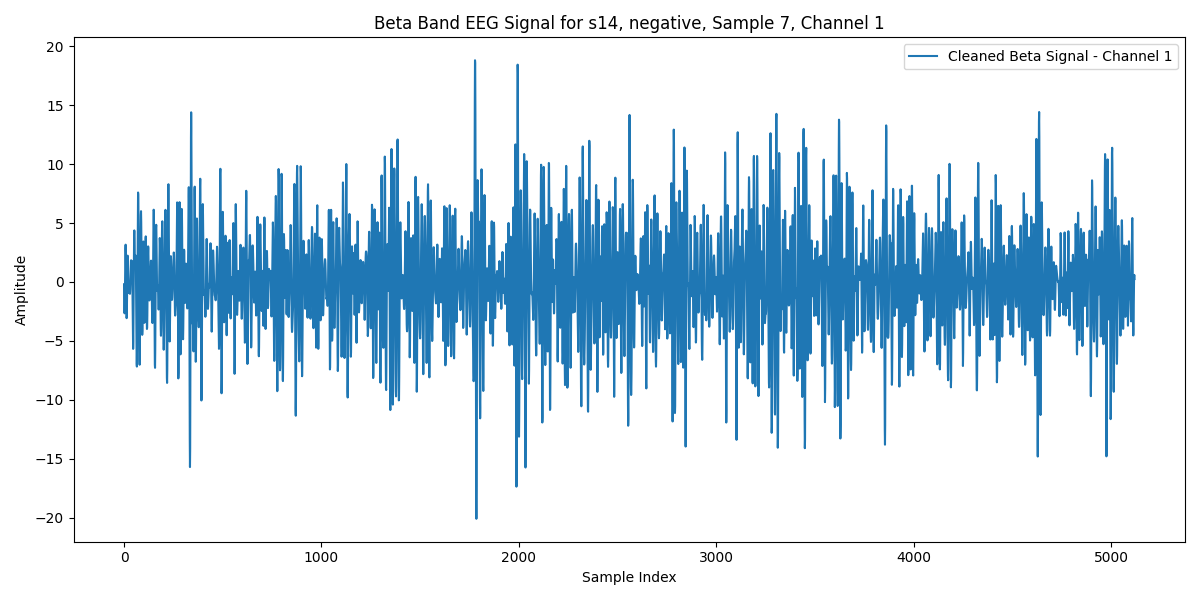 Beta Band EEG Signal for s14, negative, Sample 7, Channel 1
Cleaned Beta Signal - Channel 1
Amplitude
20
15
10
5
0
−5
−10
−15
−20
0 1000 2000 3000 4000 5000
Sample Index